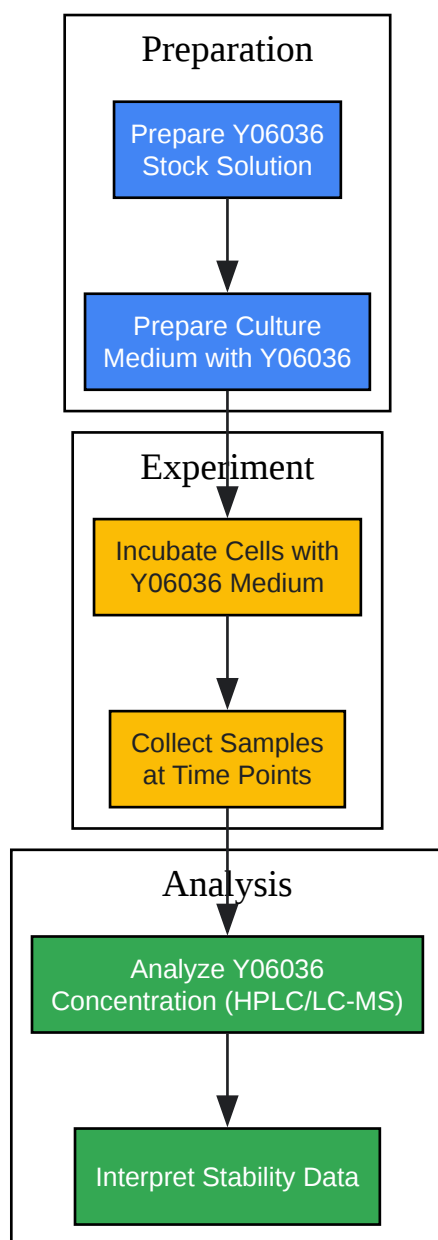 Preparation
Prepare Y06036
Stock Solution
Prepare Culture
Medium with Y06036
Experiment
Incubate Cells with
Y06036 Medium
Collect Samples
at Time Points
Analysis
Analyze Y06036
Concentration (HPLC/LC-MS)
Interpret Stability Data